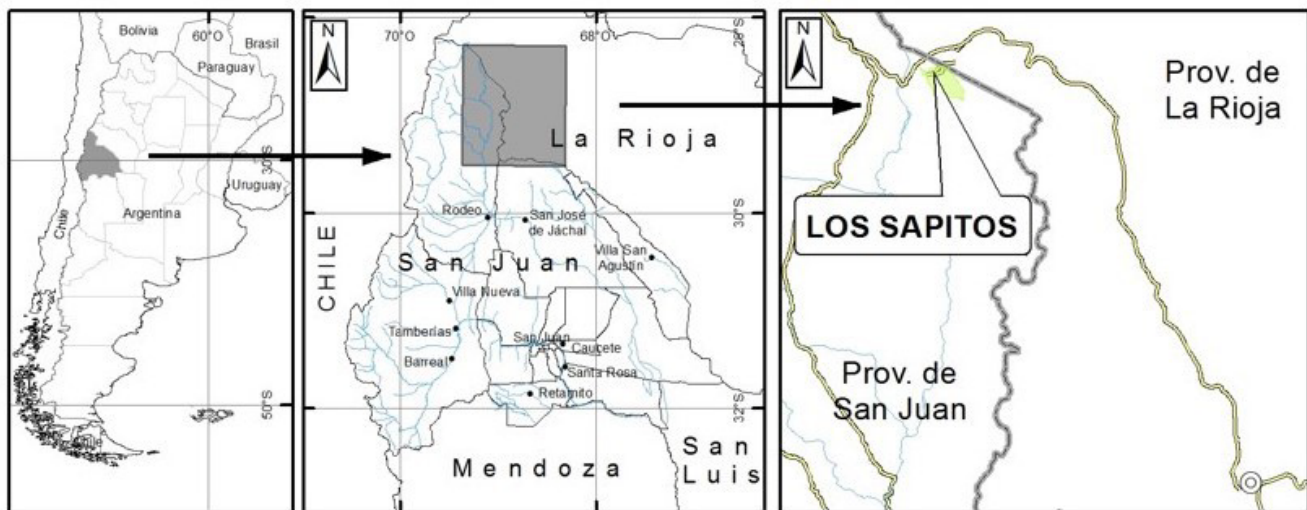 60°O
Bolivia
Brasil
Paraguay
Chile
30°S
Uruguay
Argentina
50°S
Chile
N
70°O
68°O
28°S
La Rioja
30°S
Rodeo
San José
de Jáchal
Villa San
Agustín
CHILE
San Juan
Villa Nueva
Tamberías
San Juan
Caucete
Barreal
Santa Rosa
Retamito
32°S
Mendoza
San
Luis
N
Prov. de
La Rioja
LOS SAPITOS
Prov. de
San Juan